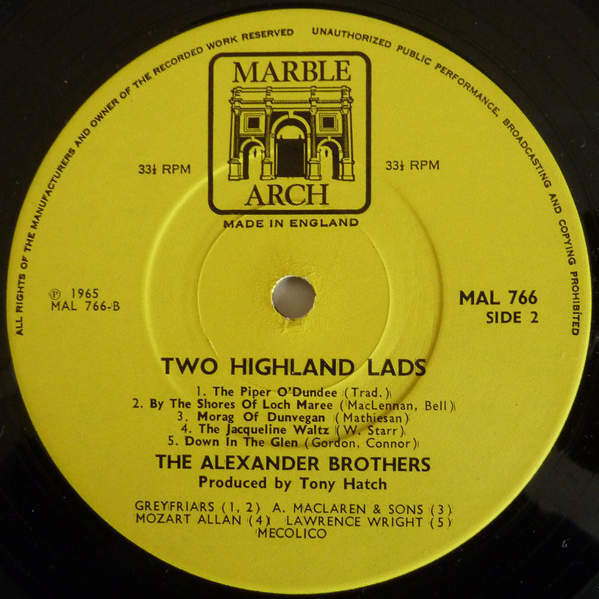 ALL RIGHTS OF THE MANUFACTURERS AND OWNER OF THE RECORDED WORK RESERVED UNAUTHORIZED PUBLIC PERFORMANCE, BROADCASTING AND COPYING PROHIBITED
MARBLE
ARCH
33⅓ RPM 33⅓ RPM
MADE IN ENGLAND
℗ 1965
MAL 766-B
MAL 766
SIDE 2
TWO HIGHLAND LADS
1. The Piper O'Dundee (Trad.)
2. By The Shores Of Loch Maree (MacLennan, Bell)
3. Morag Of Dunvegan (Mathiesan)
4. The Jacqueline Waltz (W. Starr)
5. Down In The Glen (Gordon, Connor)
THE ALEXANDER BROTHERS
Produced by Tony Hatch
GREYFRIARS (1, 2) A. MACLAREN & SONS (3)
MOZART ALLAN (4) LAWRENCE WRIGHT (5)
MECOLICO